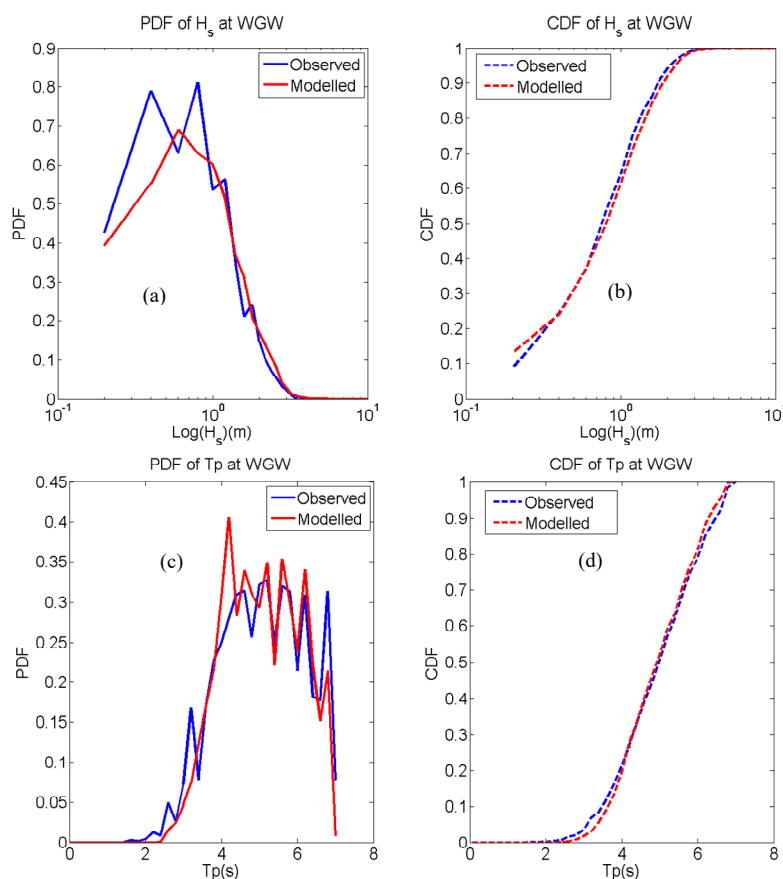 PDF of Hs at WGW
0.9
0.8
0.7
0.6
0.5
0.4
0.3
0.2
0.1
0
PDF
Observed
Modelled
(a)
10^-1
10^0
10^1
Log(Hs)(m)
CDF of Hs at WGW
1
0.9
0.8
0.7
0.6
0.5
0.4
0.3
0.2
0.1
0
CDF
Observed
Modelled
(b)
10^-1
10^0
10^1
Log(Hs)(m)
PDF of Tp at WGW
0.45
0.4
0.35
0.3
0.25
0.2
0.15
0.1
0.05
0
PDF
Observed
Modelled
(c)
0
2
4
6
8
Tp(s)
CDF of Tp at WGW
1
0.9
0.8
0.7
0.6
0.5
0.4
0.3
0.2
0.1
0
CDF
Observed
Modelled
(d)
0
2
4
6
8
Tp(s)